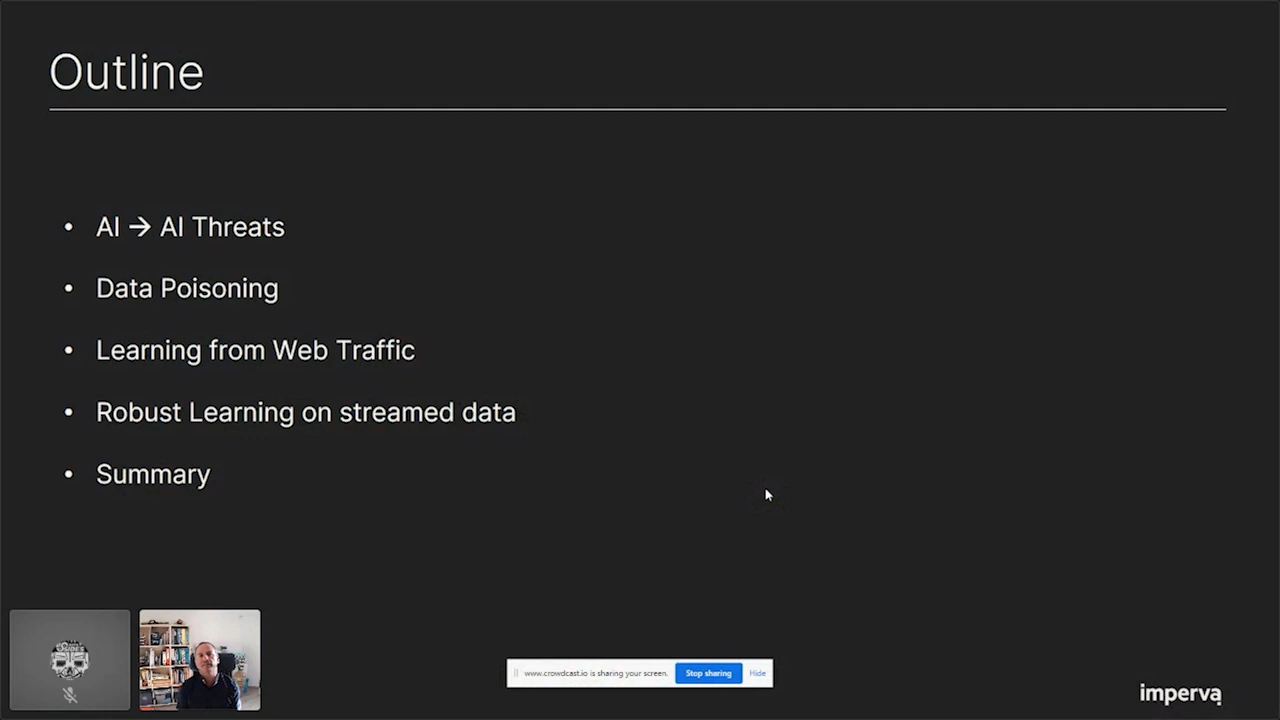 Outline
• AI → AI Threats
• Data Poisoning
• Learning from Web Traffic
• Robust Learning on streamed data
• Summary
SIDES
www.crowdcast.io is sharing your screen.
Stop sharing
Hide
imperva